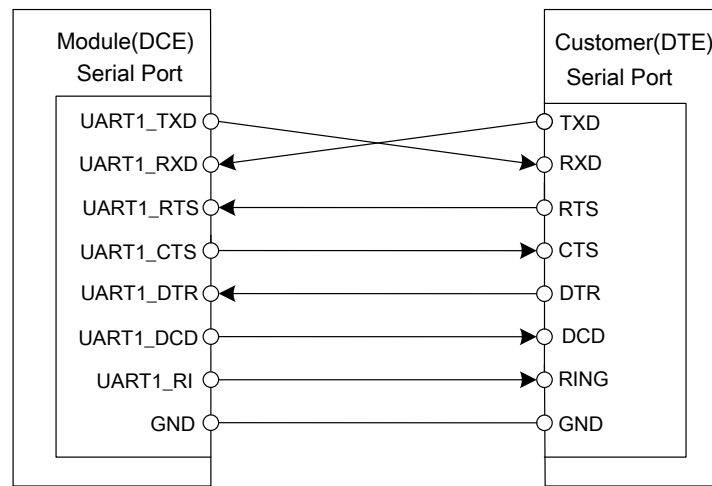 Module(DCE)
Serial Port
UART1_TXD
UART1_RXD
UART1_RTS
UART1_CTS
UART1_DTR
UART1_DCD
UART1_RI
GND
Customer(DTE)
Serial Port
TXD
RXD
RTS
CTS
DTR
DCD
RING
GND